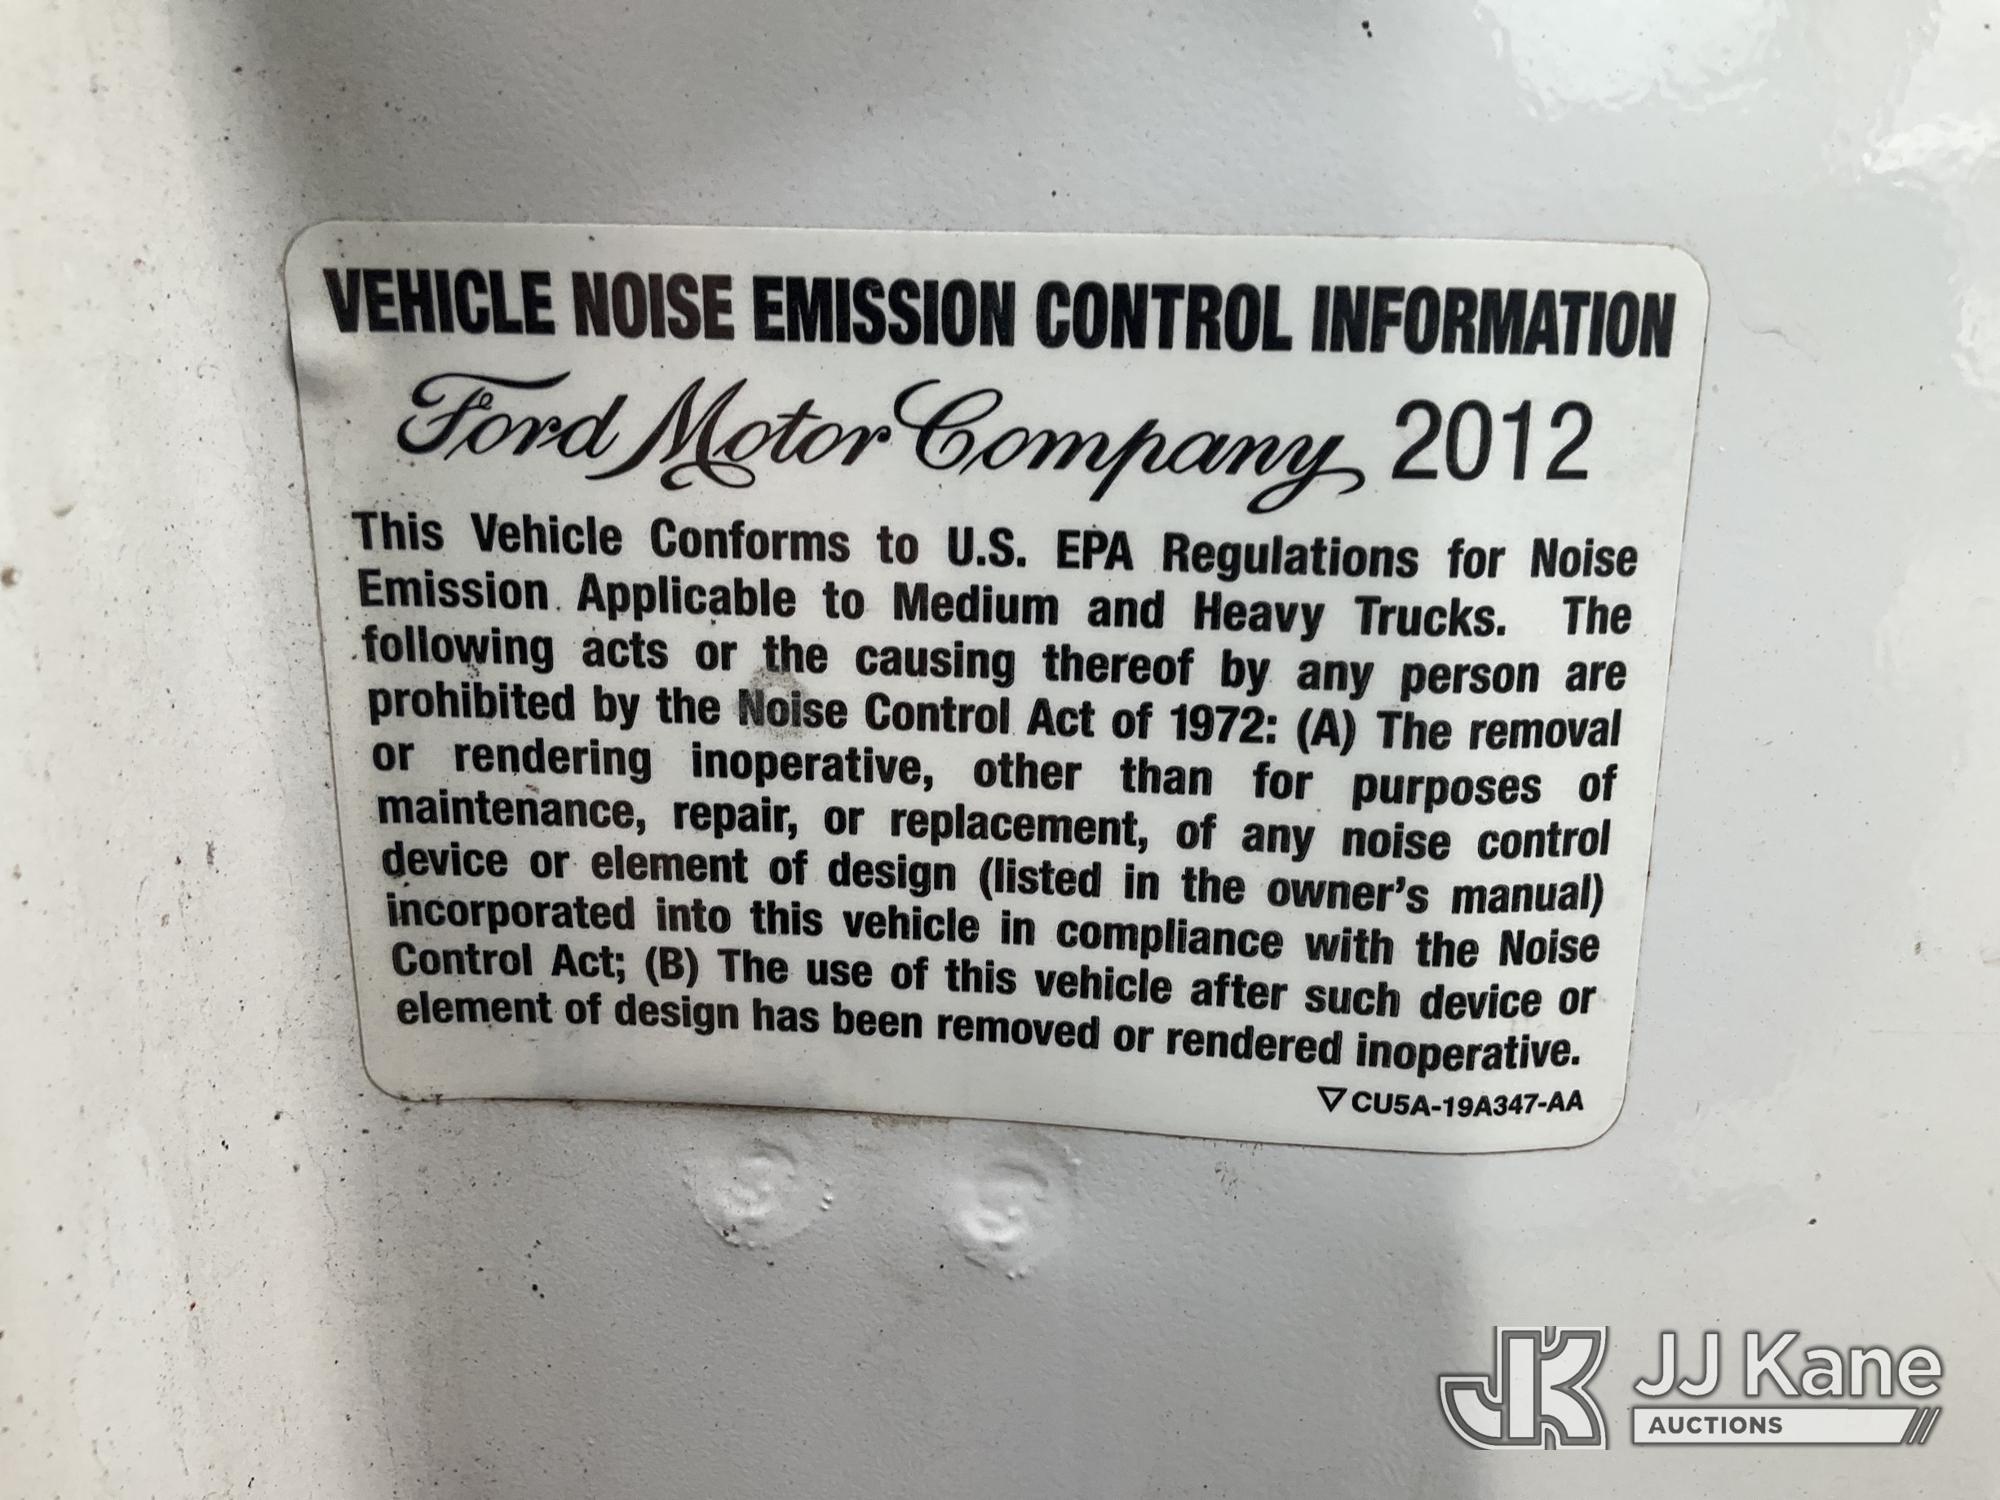 VEHICLE NOISE EMISSION CONTROL INFORMATION
Ford Motor Company 2012
This Vehicle Conforms to U.S. EPA Regulations for Noise
Emission Applicable to Medium and Heavy Trucks. The
following acts or the causing thereof by any person are
prohibited by the Noise Control Act of 1972: (A) The removal
or rendering inoperative, other than for purposes of
maintenance, repair, or replacement, of any noise control
device or element of design (listed in the owner's manual)
incorporated into this vehicle in compliance with the Noise
Control Act; (B) The use of this vehicle after such device or
element of design has been removed or rendered inoperative.
▽ CU5A-19A347-AA
JK JJ Kane
AUCTIONS